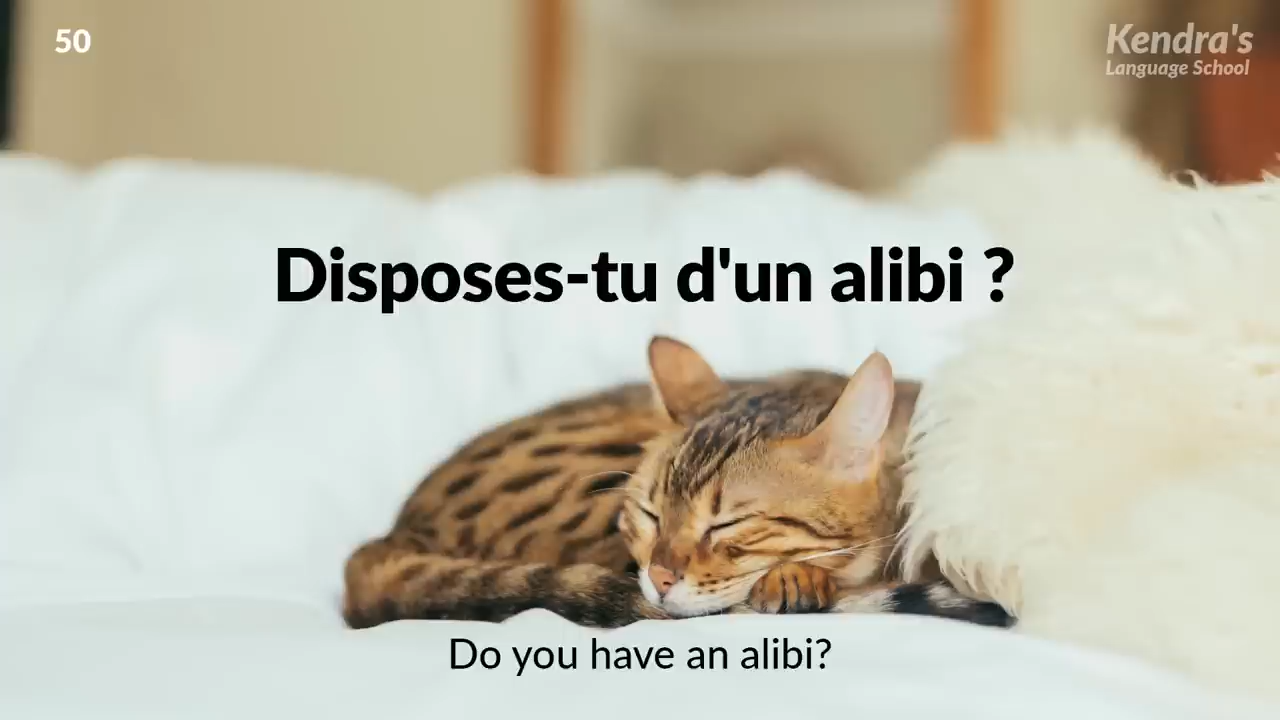 50
Kendra's
Language School
Disposes-tu d'un alibi ?
Do you have an alibi?